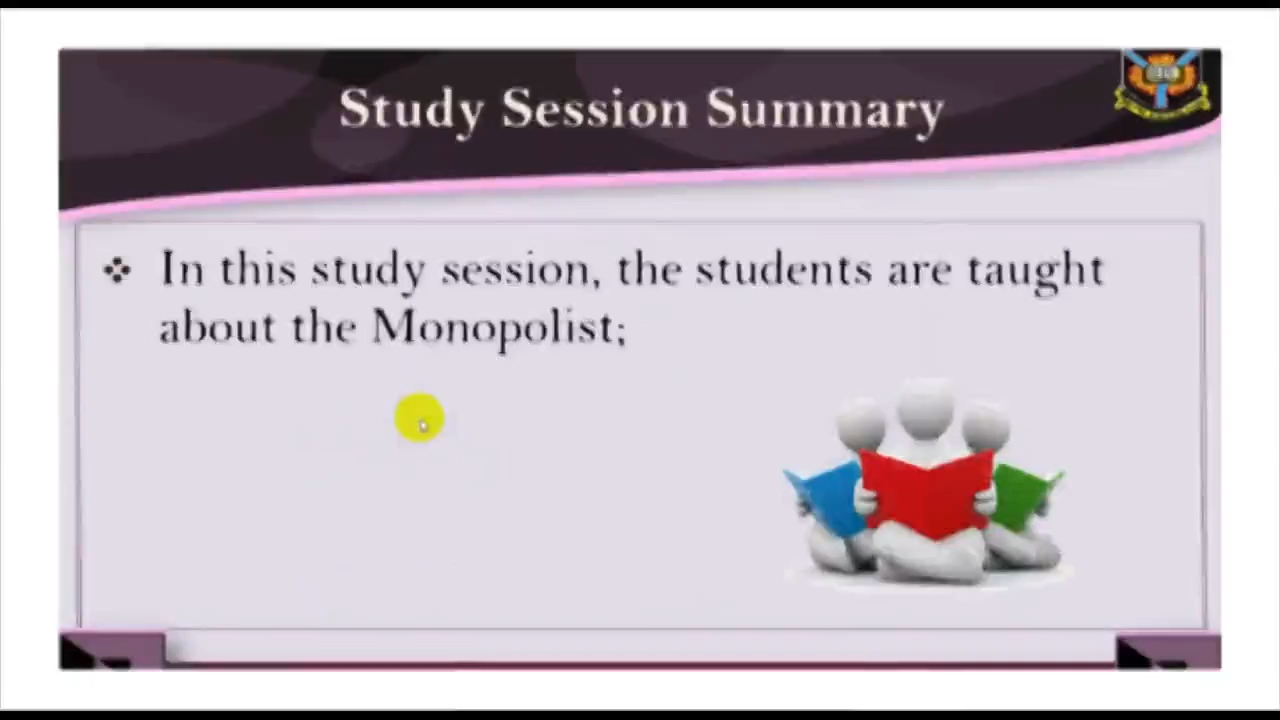 Study Session Summary
In this study session, the students are taught
about the Monopolist;